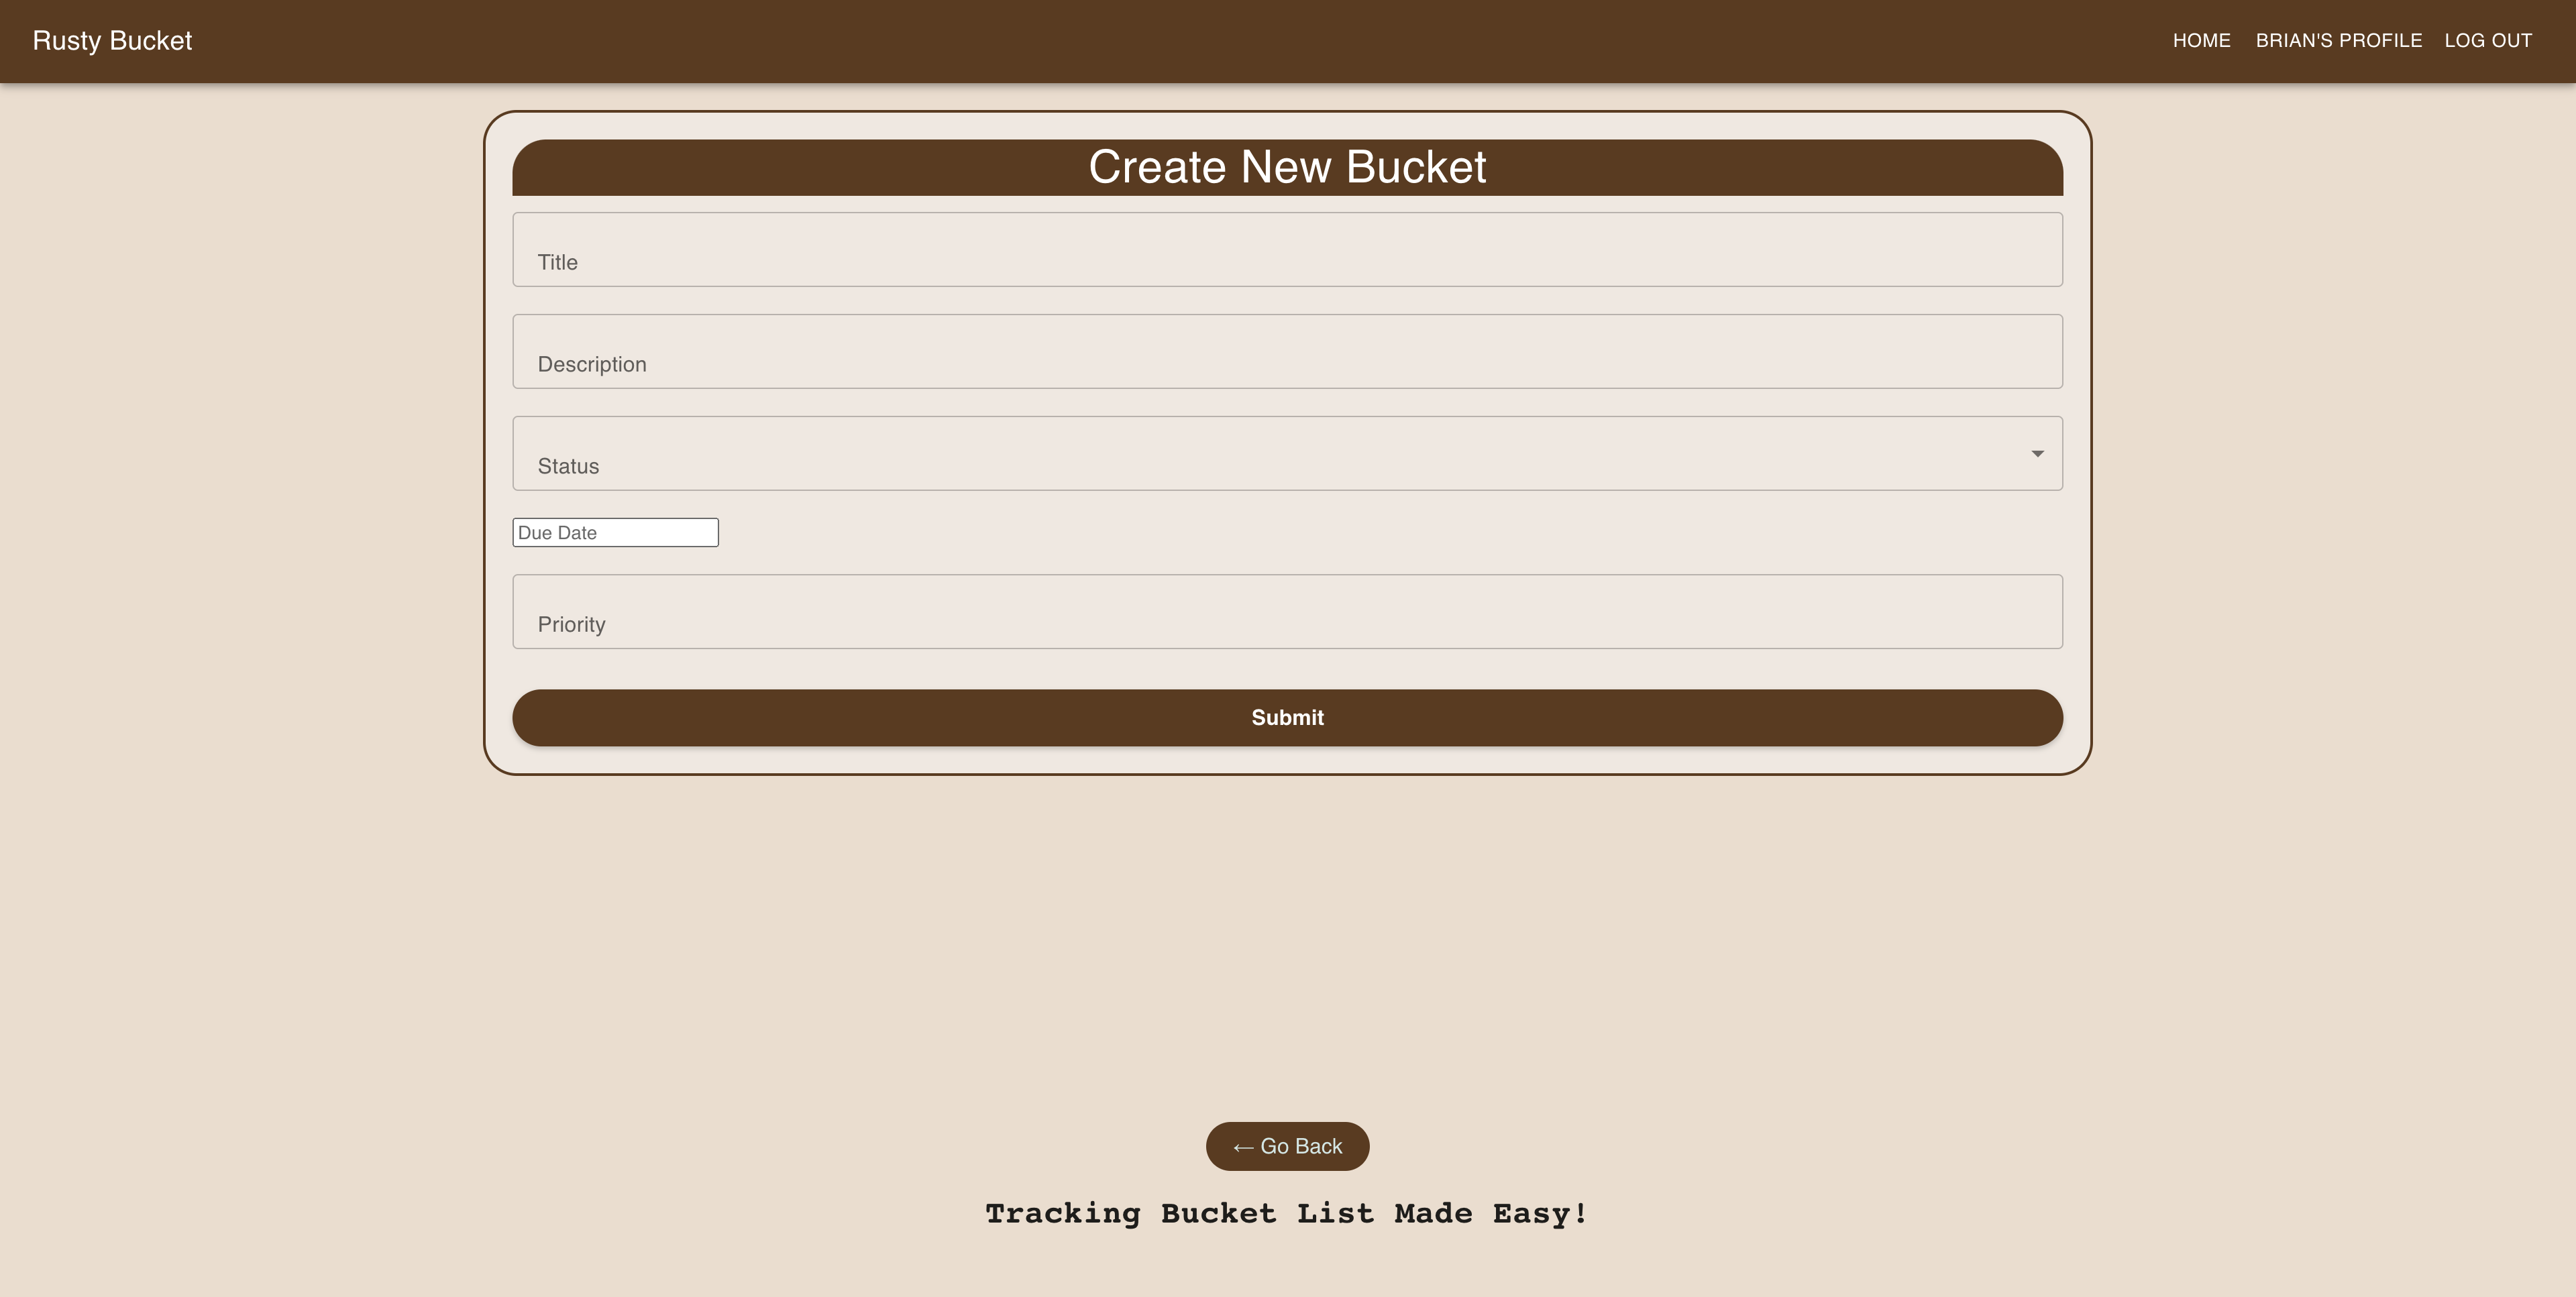 Rusty Bucket
HOME BRIAN'S PROFILE LOG OUT
Create New Bucket
Title
Description
Status
Due Date
Priority
Submit
← Go Back
Tracking Bucket List Made Easy!